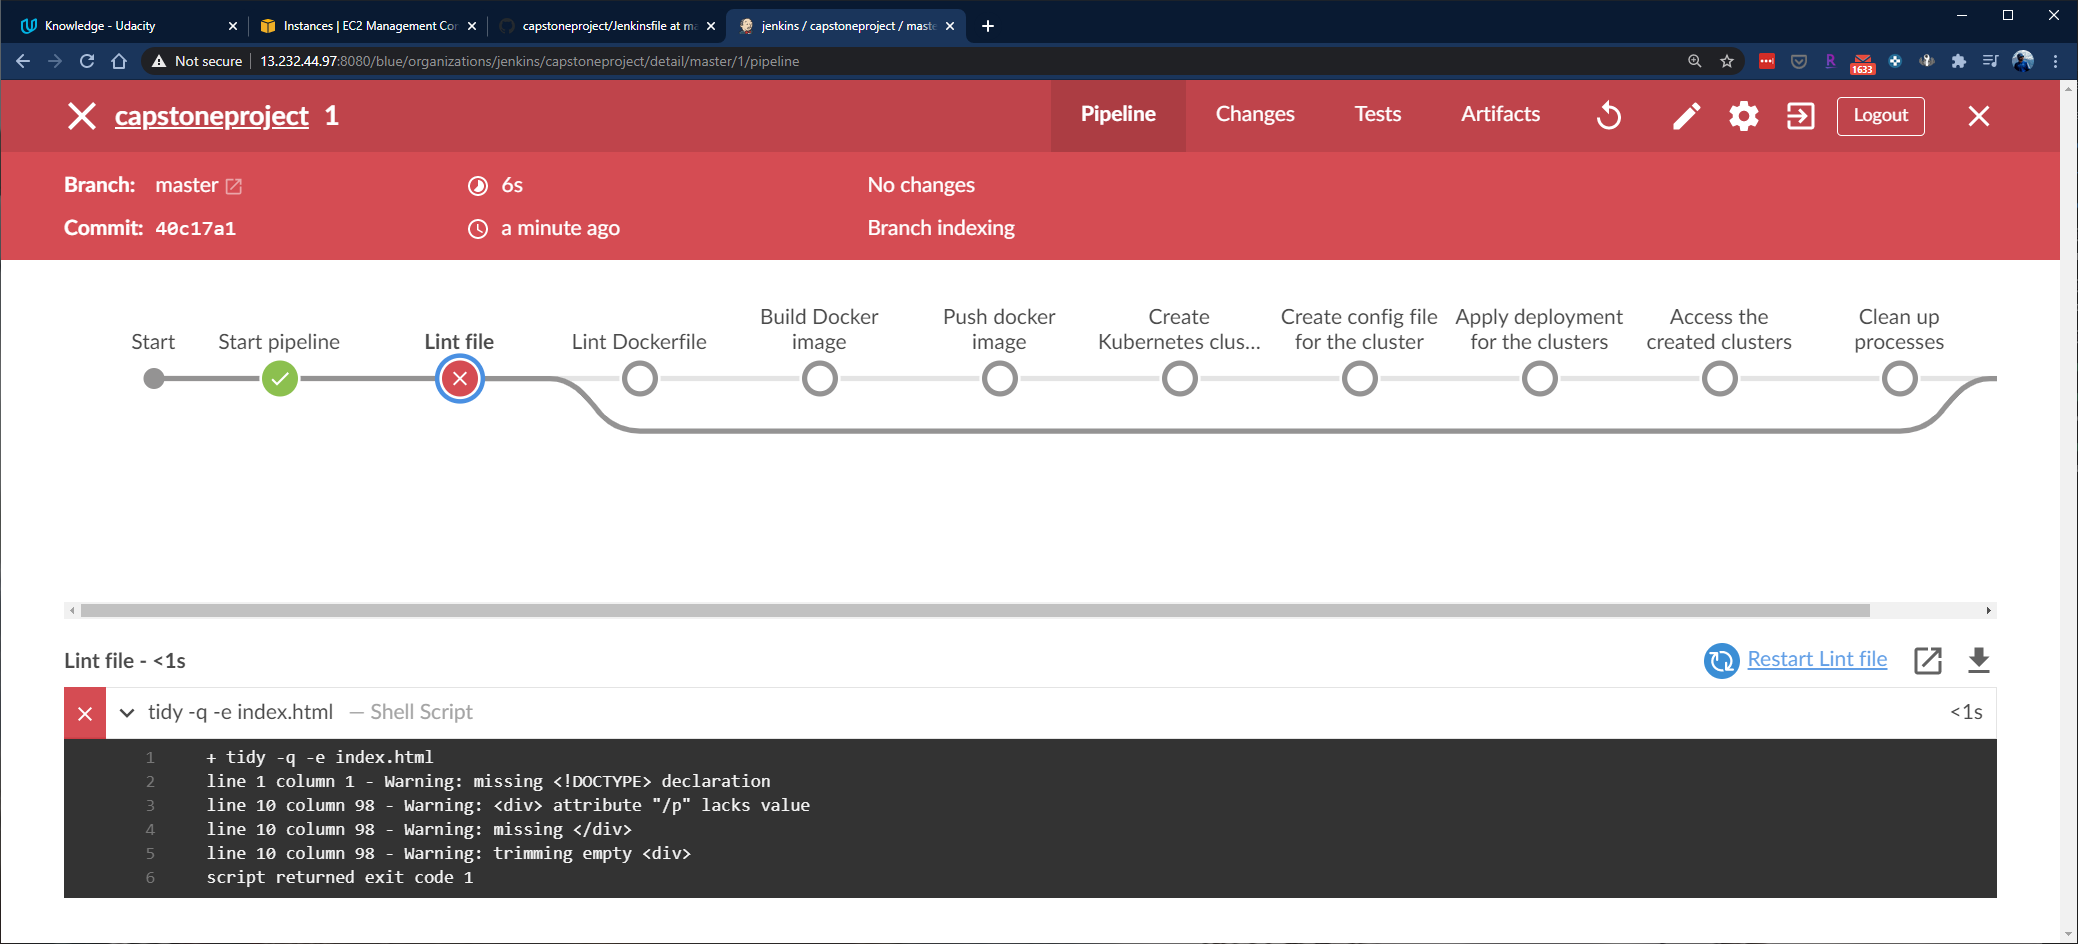 Knowledge - Udacity
Instances | EC2 Management Con
capstoneproject/Jenkinsfile at ma
jenkins / capstoneproject / maste
Not secure
13.232.44.97:8080/blue/organizations/jenkins/capstoneproject/detail/master/1/pipeline
1633
capstoneproject 1
Pipeline
Changes
Tests
Artifacts
Logout
Branch: master
6s
No changes
Commit: 40c17a1
a minute ago
Branch indexing
Start
Start pipeline
Lint file
Lint Dockerfile
Build Docker
image
Push docker
image
Create
Kubernetes clus...
Create config file
for the cluster
Apply deployment
for the clusters
Access the
created clusters
Clean up
processes
Lint file - <1s
Restart Lint file
tidy -q -e index.html — Shell Script
<1s
1 + tidy -q -e index.html
2 line 1 column 1 - Warning: missing <!DOCTYPE> declaration
3 line 10 column 98 - Warning: <div> attribute "/p" lacks value
4 line 10 column 98 - Warning: missing </div>
5 line 10 column 98 - Warning: trimming empty <div>
6 script returned exit code 1